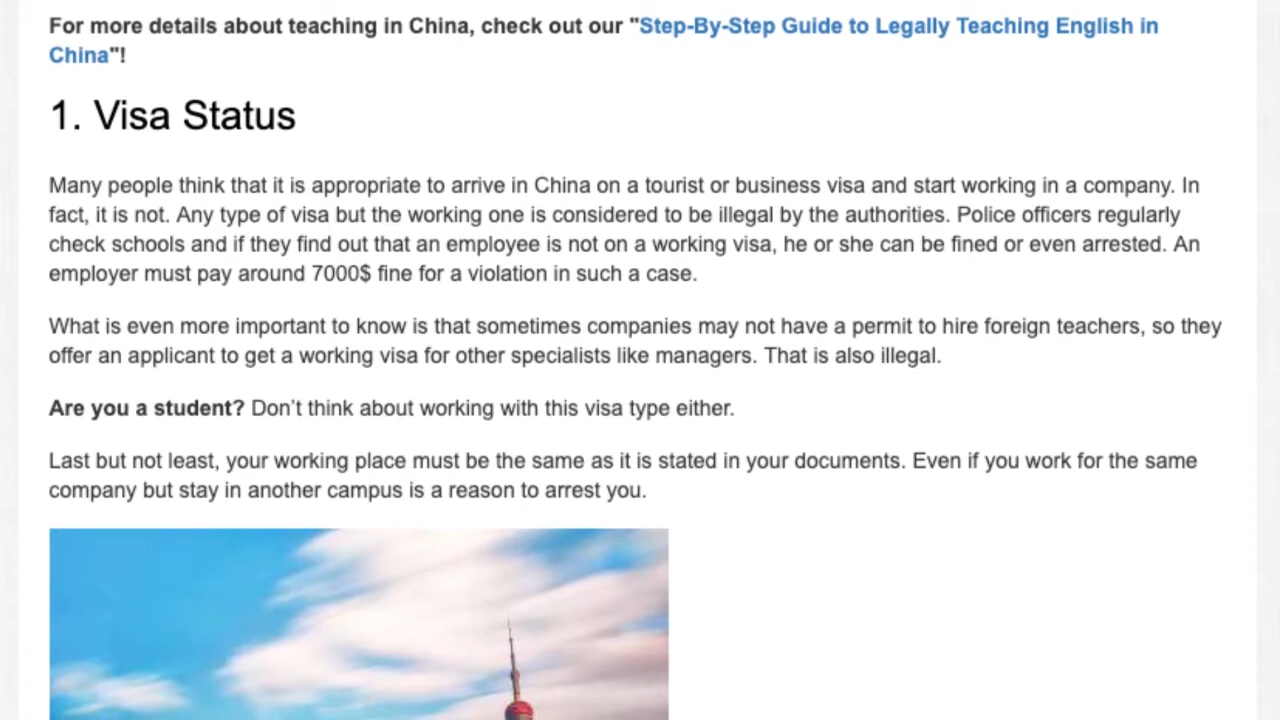 For more details about teaching in China, check out our "Step-By-Step Guide to Legally Teaching English in
China"!
1. Visa Status
Many people think that it is appropriate to arrive in China on a tourist or business visa and start working in a company. In
fact, it is not. Any type of visa but the working one is considered to be illegal by the authorities. Police officers regularly
check schools and if they find out that an employee is not on a working visa, he or she can be fined or even arrested. An
employer must pay around 7000$ fine for a violation in such a case.
What is even more important to know is that sometimes companies may not have a permit to hire foreign teachers, so they
offer an applicant to get a working visa for other specialists like managers. That is also illegal.
Are you a student? Don’t think about working with this visa type either.
Last but not least, your working place must be the same as it is stated in your documents. Even if you work for the same
company but stay in another campus is a reason to arrest you.